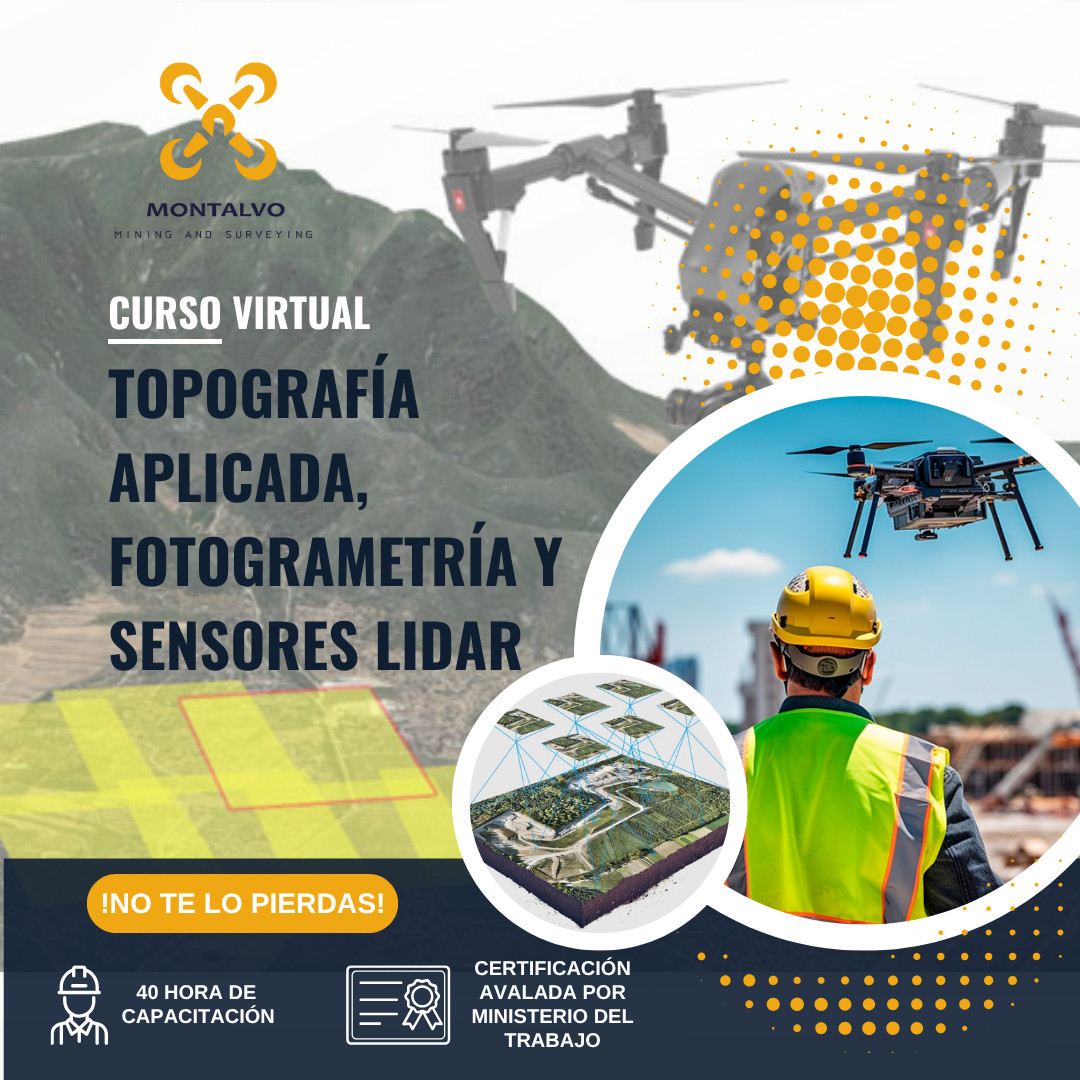 MONTALVO
MINING AND SURVEYING
CURSO VIRTUAL
TOPOGRAFÍA
APLICADA,
FOTOGRAMETRÍA Y
SENSORES LIDAR
!NO TE LO PIERDAS!
40 HORA DE
CAPACITACIÓN
CERTIFICACIÓN
AVALADA POR
MINISTERIO DEL
TRABAJO